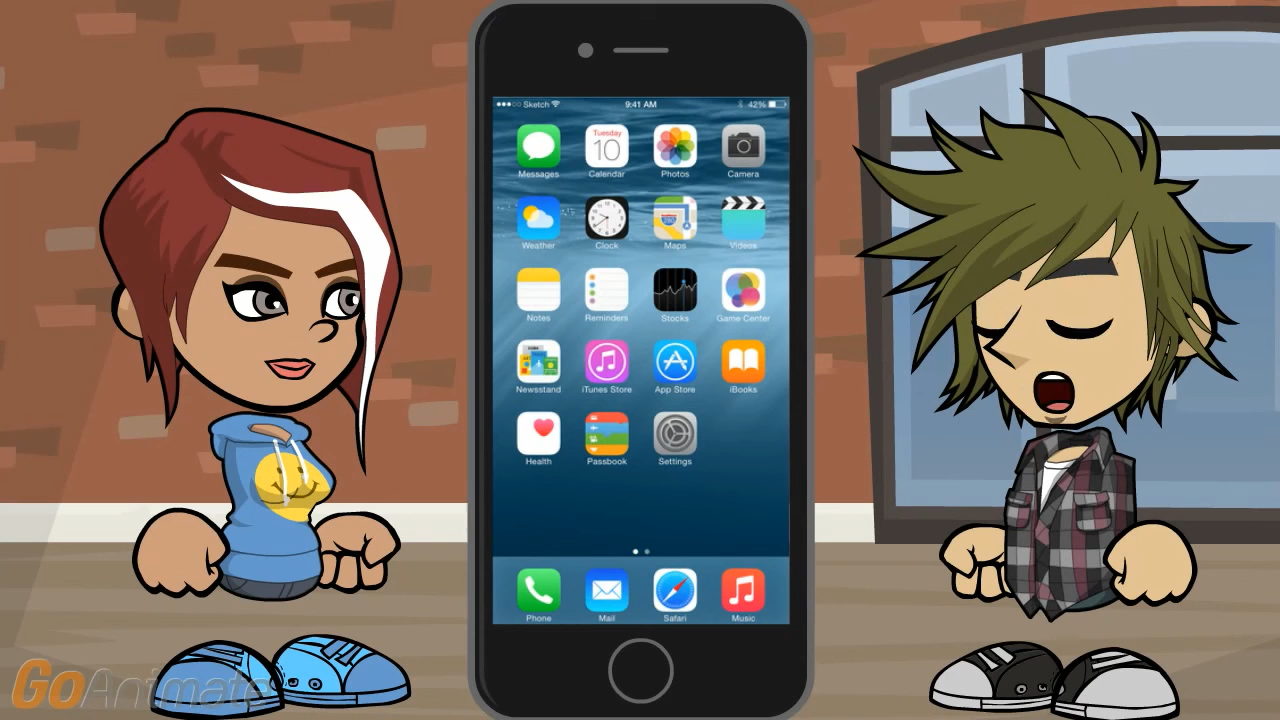 Sketch 9:41 AM 42%
Tuesday
10
Messages Calendar Photos Camera
Weather Clock Maps Videos
Notes Reminders Stocks Game Center
Newsstand iTunes Store App Store iBooks
Health Passbook Settings
Phone Mail Safari Music
GoAnimate